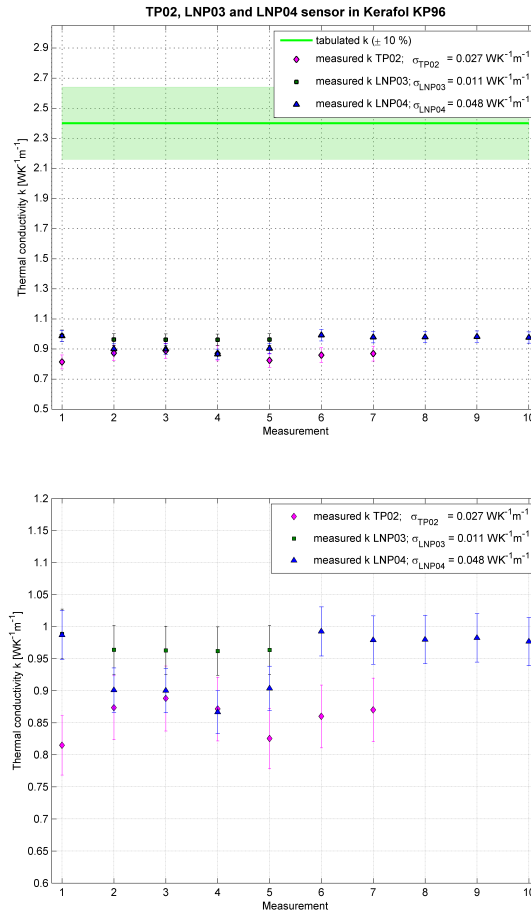 TP02, LNP03 and LNP04 sensor in Kerafol KP96
Thermal conductivity k [WK⁻¹m⁻¹]
2.9
2.7
2.5
2.3
2.1
1.9
1.7
1.5
1.3
1.1
0.9
0.7
0.5
tabulated k (± 10 %)
measured k TP02; σTP02 = 0.027 WK⁻¹m⁻¹
measured k LNP03; σLNP03 = 0.011 WK⁻¹m⁻¹
measured k LNP04; σLNP04 = 0.048 WK⁻¹m⁻¹
1 2 3 4 5 6 7 8 9 10
Measurement
Thermal conductivity k [WK⁻¹m⁻¹]
1.2
1.15
1.1
1.05
1
0.95
0.9
0.85
0.8
0.75
0.7
0.65
0.6
measured k TP02; σTP02 = 0.027 WK⁻¹m⁻¹
measured k LNP03; σLNP03 = 0.011 WK⁻¹m⁻¹
measured k LNP04; σLNP04 = 0.048 WK⁻¹m⁻¹
1 2 3 4 5 6 7 8 9 10
Measurement